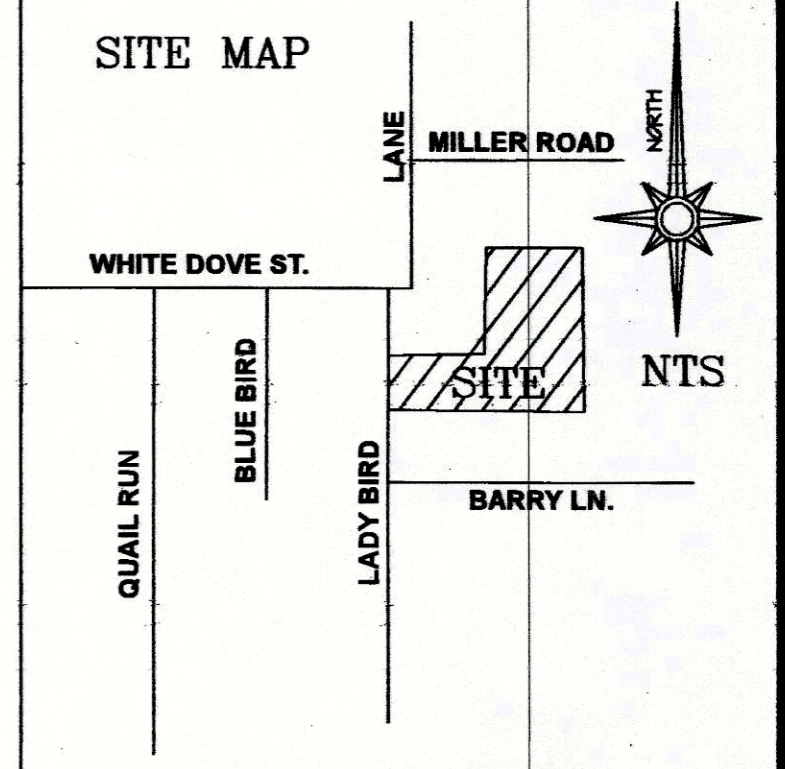 SITE MAP
LANE
MILLER ROAD
NORTH
WHITE DOVE ST.
BLUE BIRD
SITE
NTS
QUAIL RUN
LADY BIRD
BARRY LN.